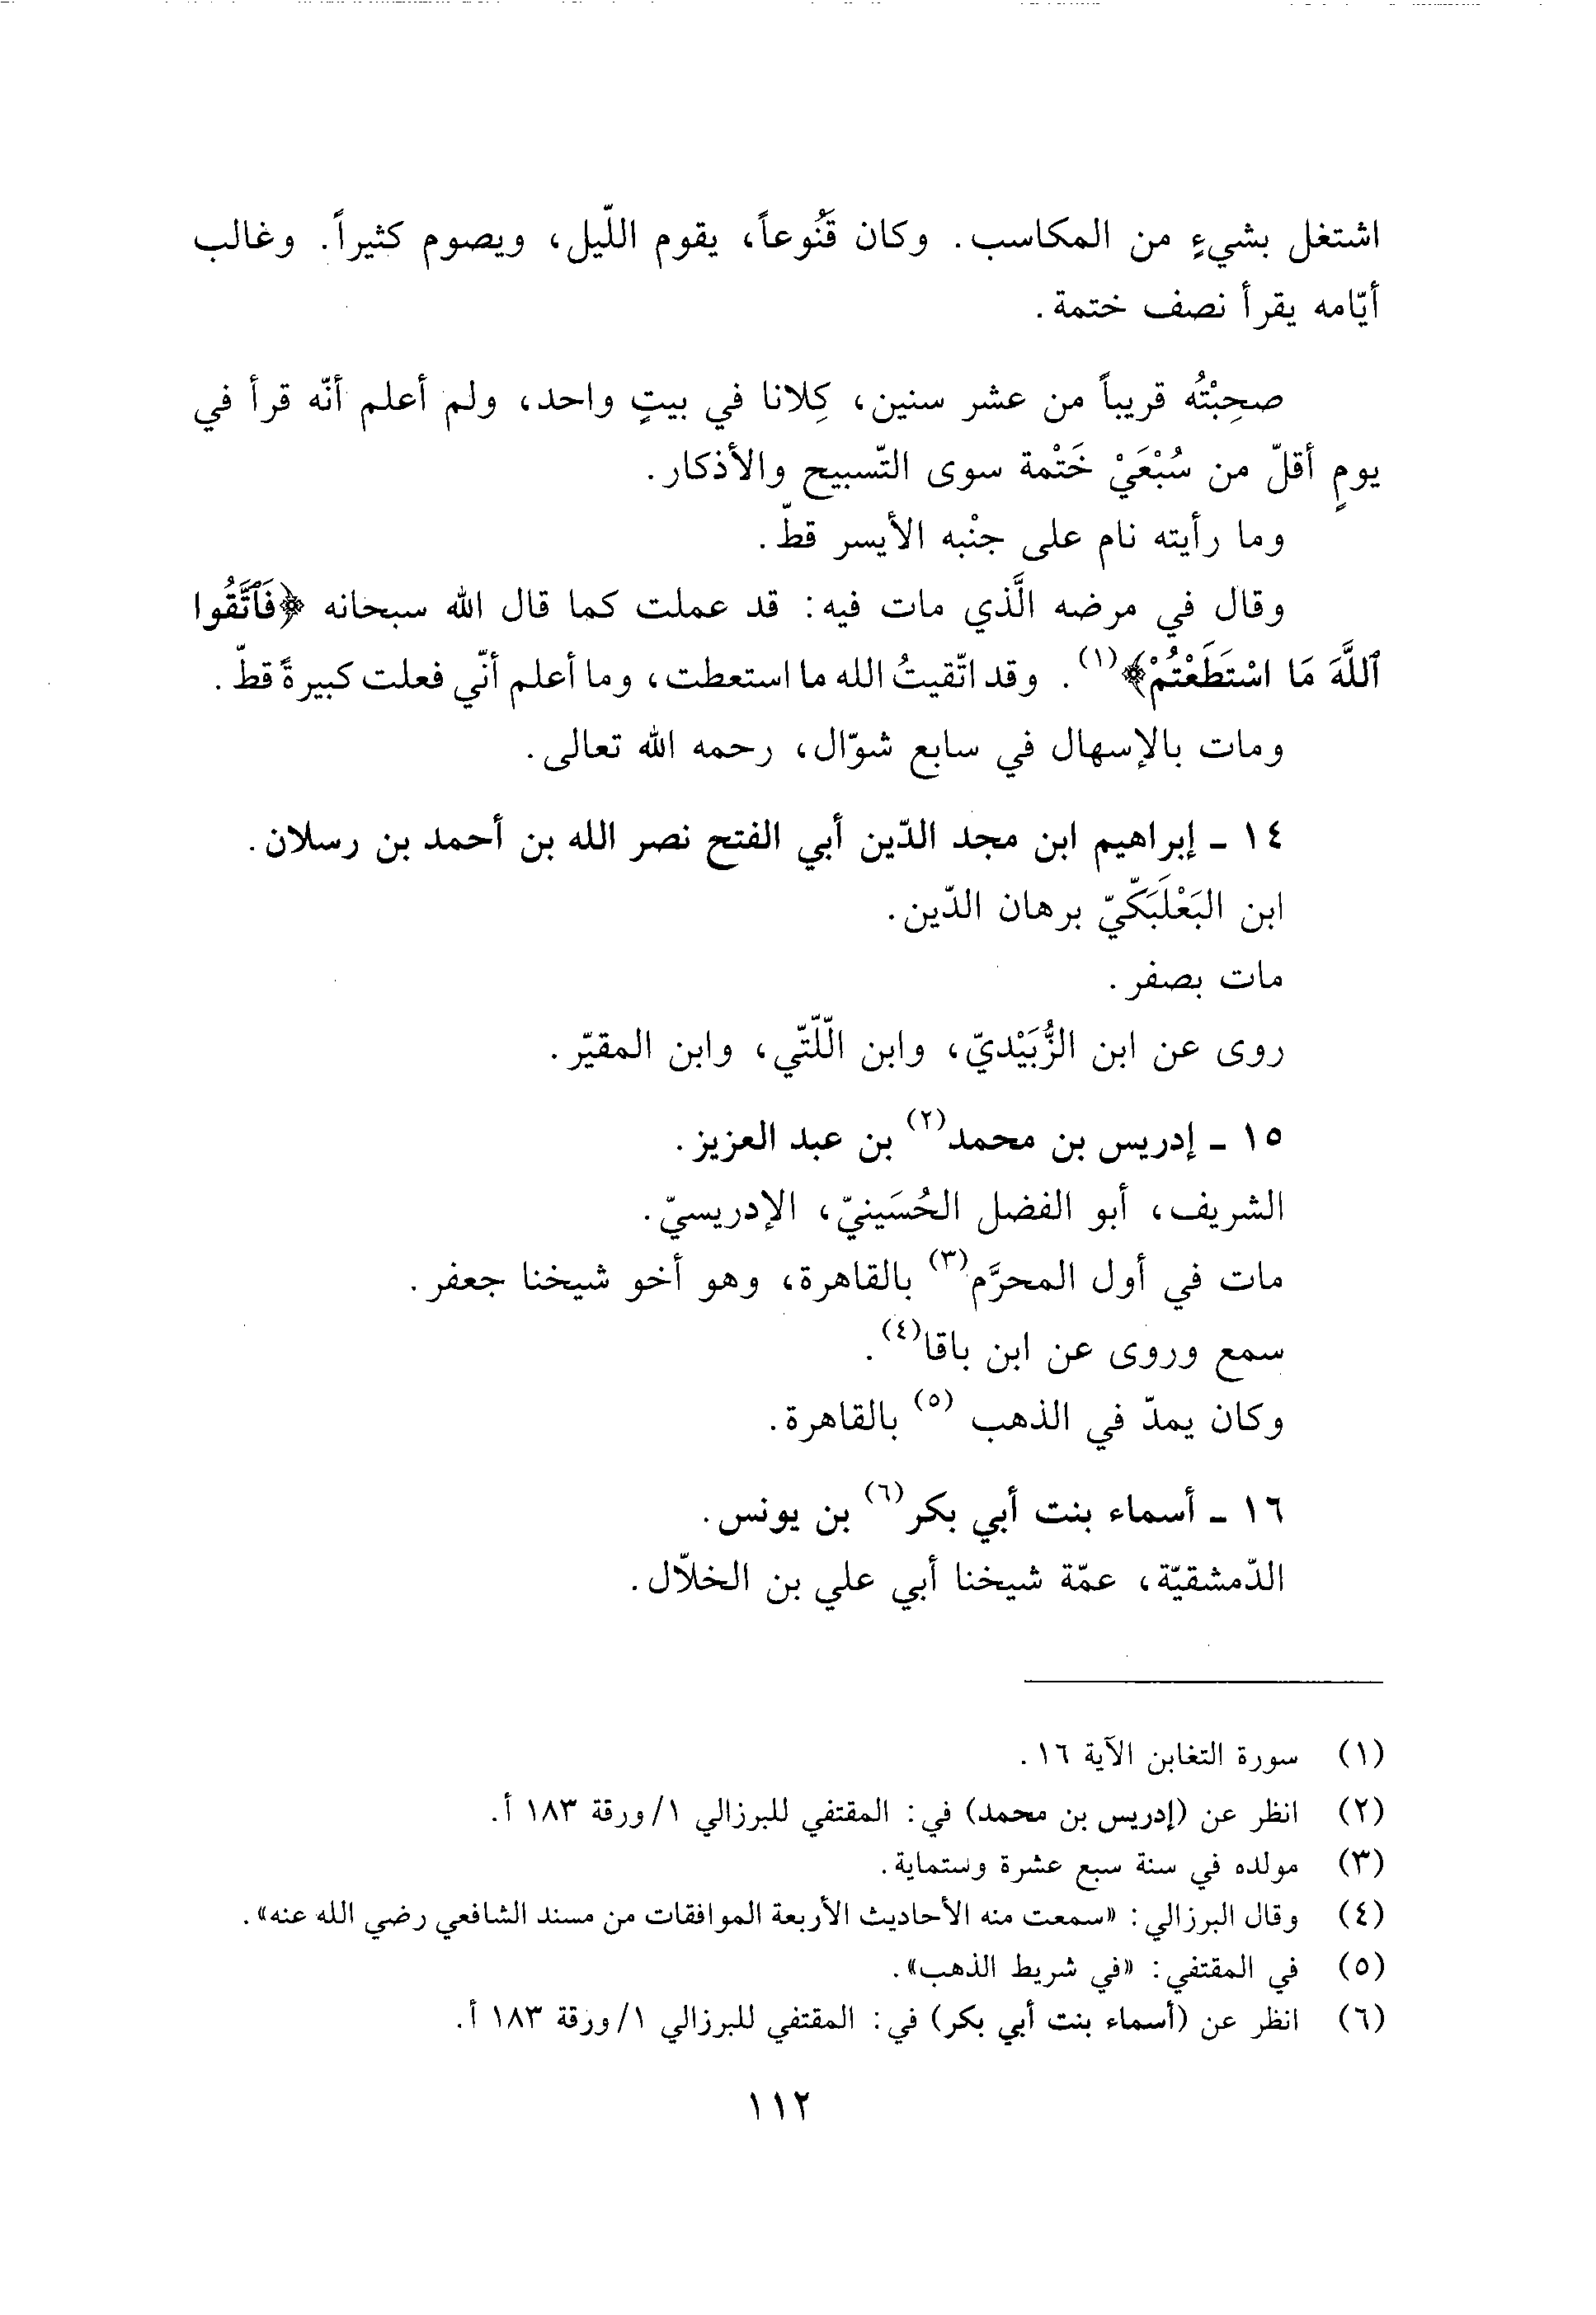 اشتغل بشيءٍ من المكاسب. وكان قَنُوعاً، يقوم اللّيل، ويصوم كثيراً. وغالب
أيّامه يقرأ نصف ختمة.
صحِبْتُه قريباً من عشر سنين، كِلانا في بيتٍ واحد، ولم أعلم أنّه قرأ في
يومٍ أقلّ من سُبْعَيْ خَتْمة سوى التّسبيح والأذكار.
وما رأيته نام على جنْبه الأيسر قطّ.
وقال في مرضه الَّذي مات فيه: قد عملت كما قال الله سبحانه ﴿فَٱتَّقُوا
ٱللَّهَ مَا اسْتَطَعْتُمْ﴾(١). وقد اتّقيتُ الله ما استعطت، وما أعلم أنّي فعلت كبيرةً قطّ.
ومات بالإسهال في سابع شوّال، رحمه الله تعالى.
١٤ - إبراهيم ابن مجد الدّين أبي الفتح نصر الله بن أحمد بن رسلان.
ابن البَعْلَبَكّيّ برهان الدّين.
مات بصفر.
روى عن ابن الزُّبَيْديّ، وابن الّلّتّي، وابن المقيّر.
١٥ - إدريس بن محمد(٢) بن عبد العزيز.
الشريف، أبو الفضل الحُسَينيّ، الإدريسيّ.
مات في أول المحرَّم(٣) بالقاهرة، وهو أخو شيخنا جعفر.
سمع وروى عن ابن باقا(٤).
وكان يمدّ في الذهب (٥) بالقاهرة.
١٦ - أسماء بنت أبي بكر(٦) بن يونس.
الدّمشقيّة، عمّة شيخنا أبي علي بن الخلّال.
(١) سورة التغابن الآية ١٦.
(٢) انظر عن (إدريس بن محمد) في: المقتفي للبرزالي ١/ورقة ١٨٣ أ.
(٣) مولده في سنة سبع عشرة وستماية.
(٤) وقال البرزالي: «سمعت منه الأحاديث الأربعة الموافقات من مسند الشافعي رضي الله عنه».
(٥) في المقتفي: «في شريط الذهب».
(٦) انظر عن (أسماء بنت أبي بكر) في: المقتفي للبرزالي ١/ورقة ١٨٣ أ.
١١٢